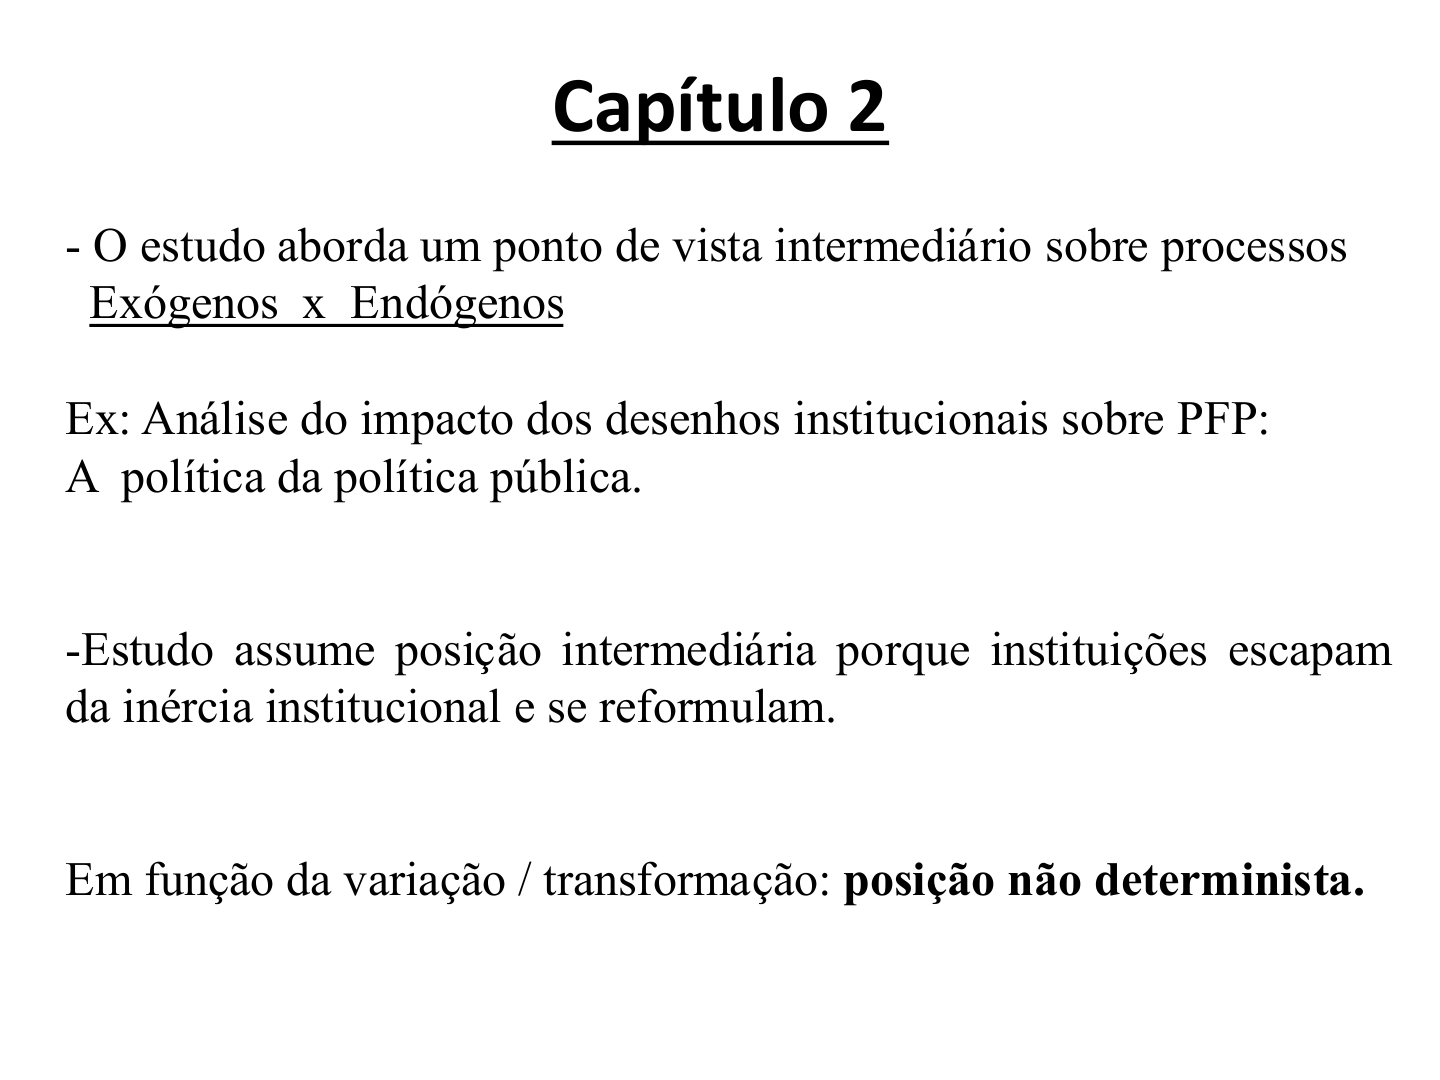 Capítulo 2
- O estudo aborda um ponto de vista intermediário sobre processos
Exógenos x Endógenos
Ex: Análise do impacto dos desenhos institucionais sobre PFP:
A política da política pública.
-Estudo assume posição intermediária porque instituições escapam
da inércia institucional e se reformulam.
Em função da variação / transformação: posição não determinista.